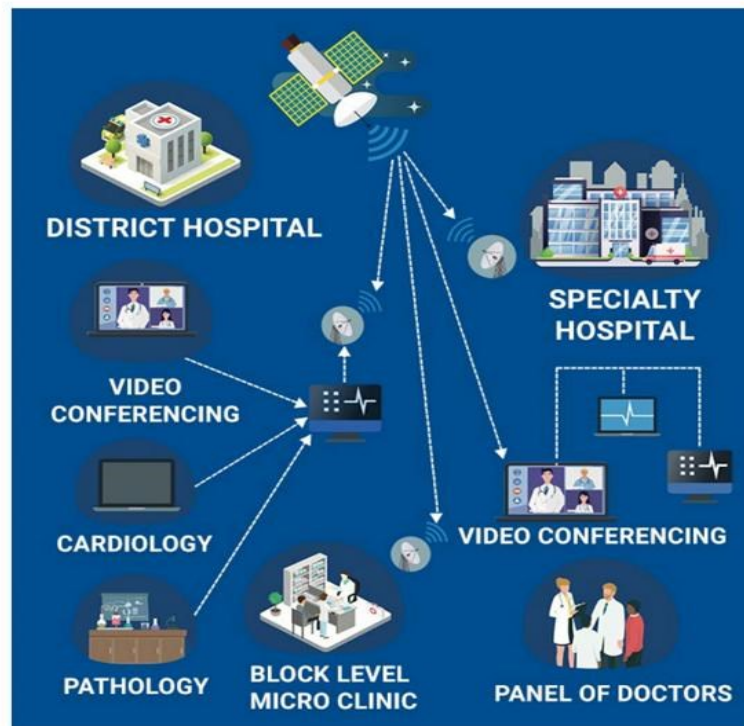 DISTRICT HOSPITAL
SPECIALTY
HOSPITAL
VIDEO
CONFERENCING
CARDIOLOGY
VIDEO CONFERENCING
PATHOLOGY
BLOCK LEVEL
MICRO CLINIC
PANEL OF DOCTORS